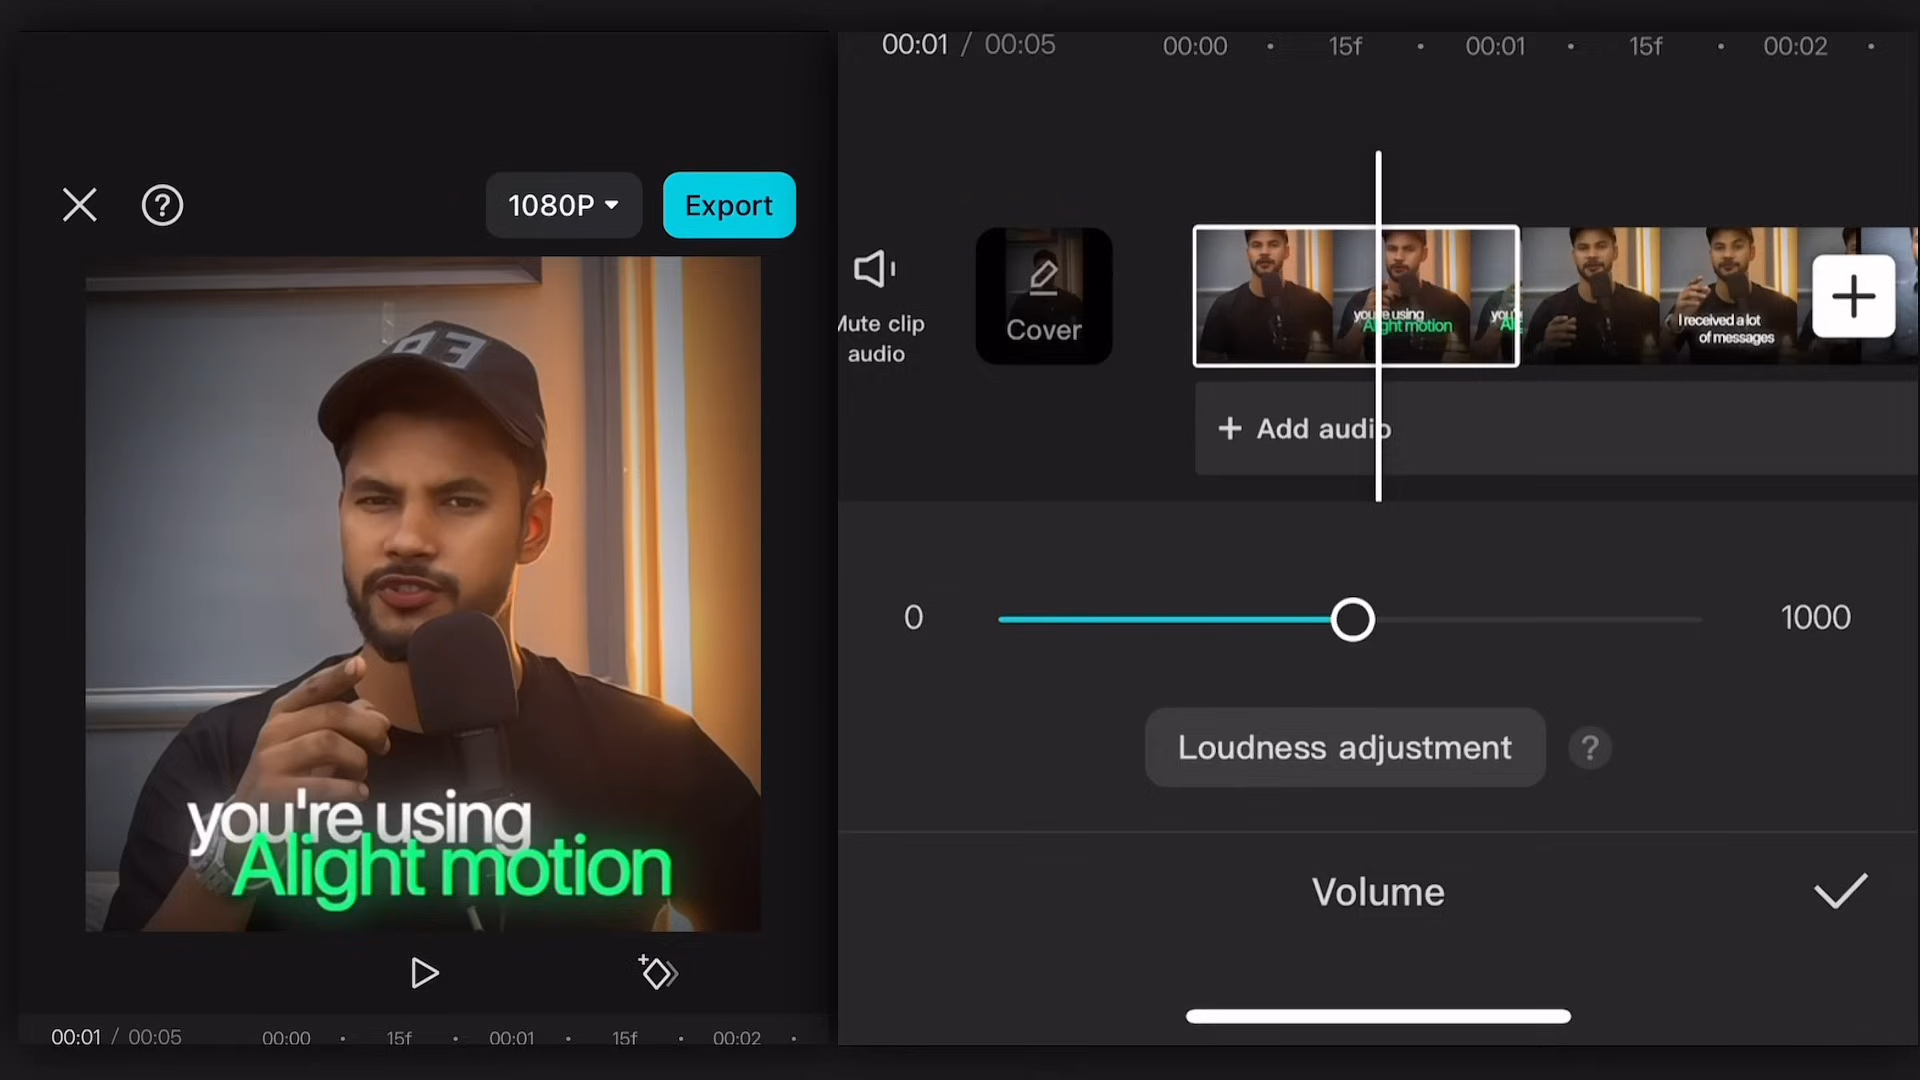 1080P
Export
you're using
Alight motion
00:01 / 00:05
00:00
15f
00:01
15f
00:02
00:01 / 00:05
00:00
15f
00:01
15f
00:02
Mute clip
audio
Cover
you're using
Alight motion
I received a lot
of messages
+ Add audio
0
1000
Loudness adjustment
?
Volume